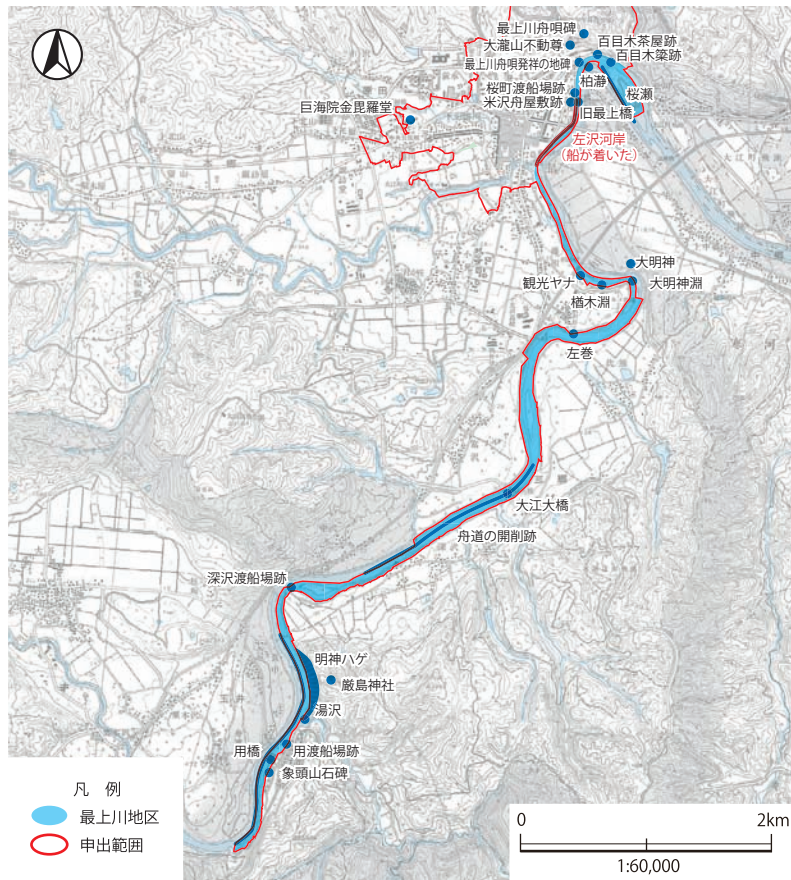 最上川舟唄碑
大瀧山不動尊
百目木茶屋跡
最上川舟唄発祥の地碑
百目木簗跡
柏瀞
桜瀬
桜町渡船場跡
米沢舟屋敷跡
巨海院金毘羅堂
旧最上橋
左沢河岸
（船が着いた）
大明神
観光ヤナ
大明神淵
楢木淵
左巻
大江大橋
舟道の開削跡
深沢渡船場跡
明神ハゲ
厳島神社
湯沢
用橋
用渡船場跡
象頭山石碑
凡 例
最上川地区
申出範囲
0
2km
1:60,000